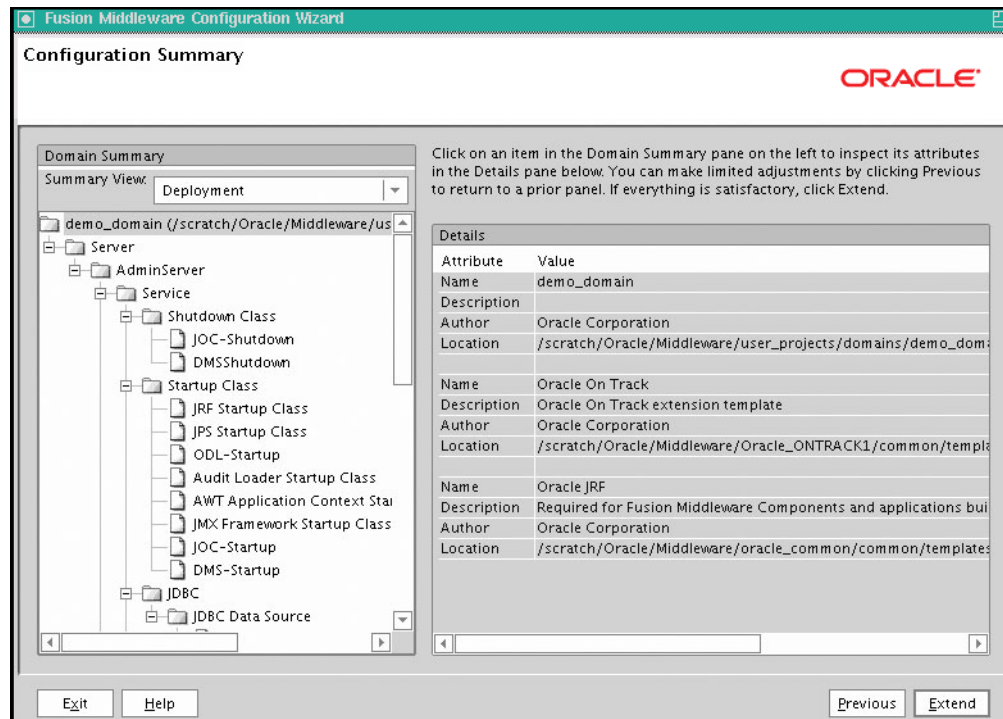 Fusion Middleware Configuration Wizard
Configuration Summary
ORACLE
Domain Summary
Summary View:
Deployment
demo_domain (/scratch/Oracle/Middleware/us
Server
AdminServer
Service
Shutdown Class
JOC-Shutdown
DMSShutdown
Startup Class
JRF Startup Class
JPS Startup Class
ODL-Startup
Audit Loader Startup Class
AWT Application Context Star
JMX Framework Startup Class
JOC-Startup
DMS-Startup
JDBC
JDBC Data Source
Click on an item in the Domain Summary pane on the left to inspect its attributes
in the Details pane below. You can make limited adjustments by clicking Previous
to return to a prior panel. If everything is satisfactory, click Extend.
Details
Attribute Value
Name demo_domain
Description
Author Oracle Corporation
Location /scratch/Oracle/Middleware/user_projects/domains/demo_doma
Name Oracle On Track
Description Oracle On Track extension template
Author Oracle Corporation
Location /scratch/Oracle/Middleware/Oracle_ONTRACK1/common/templa
Name Oracle JRF
Description Required for Fusion Middleware Components and applications bui
Author Oracle Corporation
Location /scratch/Oracle/Middleware/oracle_common/common/templates
Exit Help Previous Extend